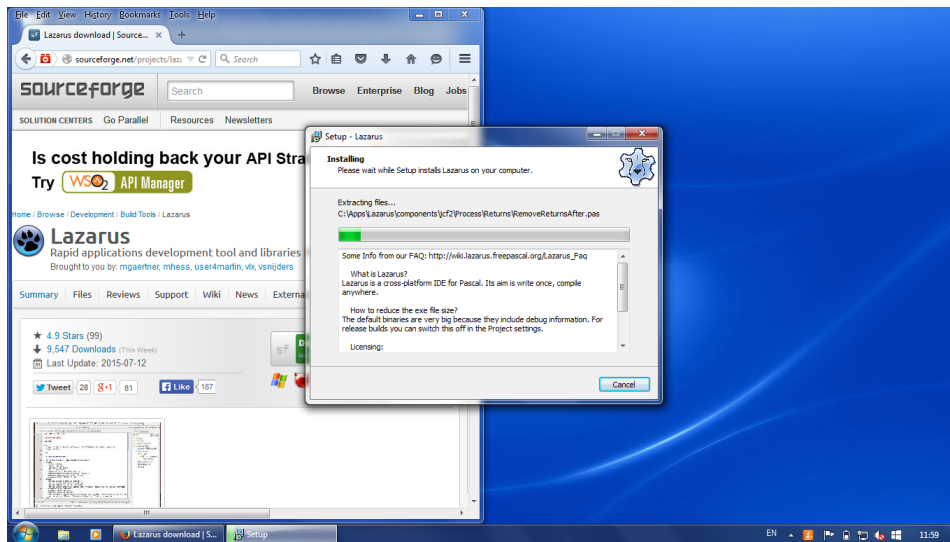 File Edit View History Bookmarks Tools Help
Lazarus download | Source...
sourceforge.net/projects/laza
Search
sourceforge
Search
Browse Enterprise Blog Jobs
SOLUTION CENTERS Go Parallel Resources Newsletters
Is cost holding back your API Stra
Try WSO2 API Manager
Home / Browse / Development / Build Tools / Lazarus
Lazarus
Rapid applications development tool and libraries
Brought to you by: mgaertner, mhess, user4martin, vlx, vsnijders
Summary Files Reviews Support Wiki News Externa
4.9 Stars (99)
9,547 Downloads (This Week)
Last Update: 2015-07-12
sf D
Tweet 28 g+1 81 Like 187
Setup - Lazarus
Installing
Please wait while Setup installs Lazarus on your computer.
Extracting files...
C:\Apps\Lazarus\components\jcf2\Process\Returns\RemoveReturnsAfter.pas
Some Info from our FAQ: http://wiki.lazarus.freepascal.org/Lazarus_Faq
What is Lazarus?
Lazarus is a cross-platform IDE for Pascal. Its aim is write once, compile
anywhere.
How to reduce the exe file size?
The default binaries are very big because they include debug information. For
release builds you can switch this off in the Project settings.
Licensing:
Cancel
Lazarus download | S...
Setup
EN
11:59